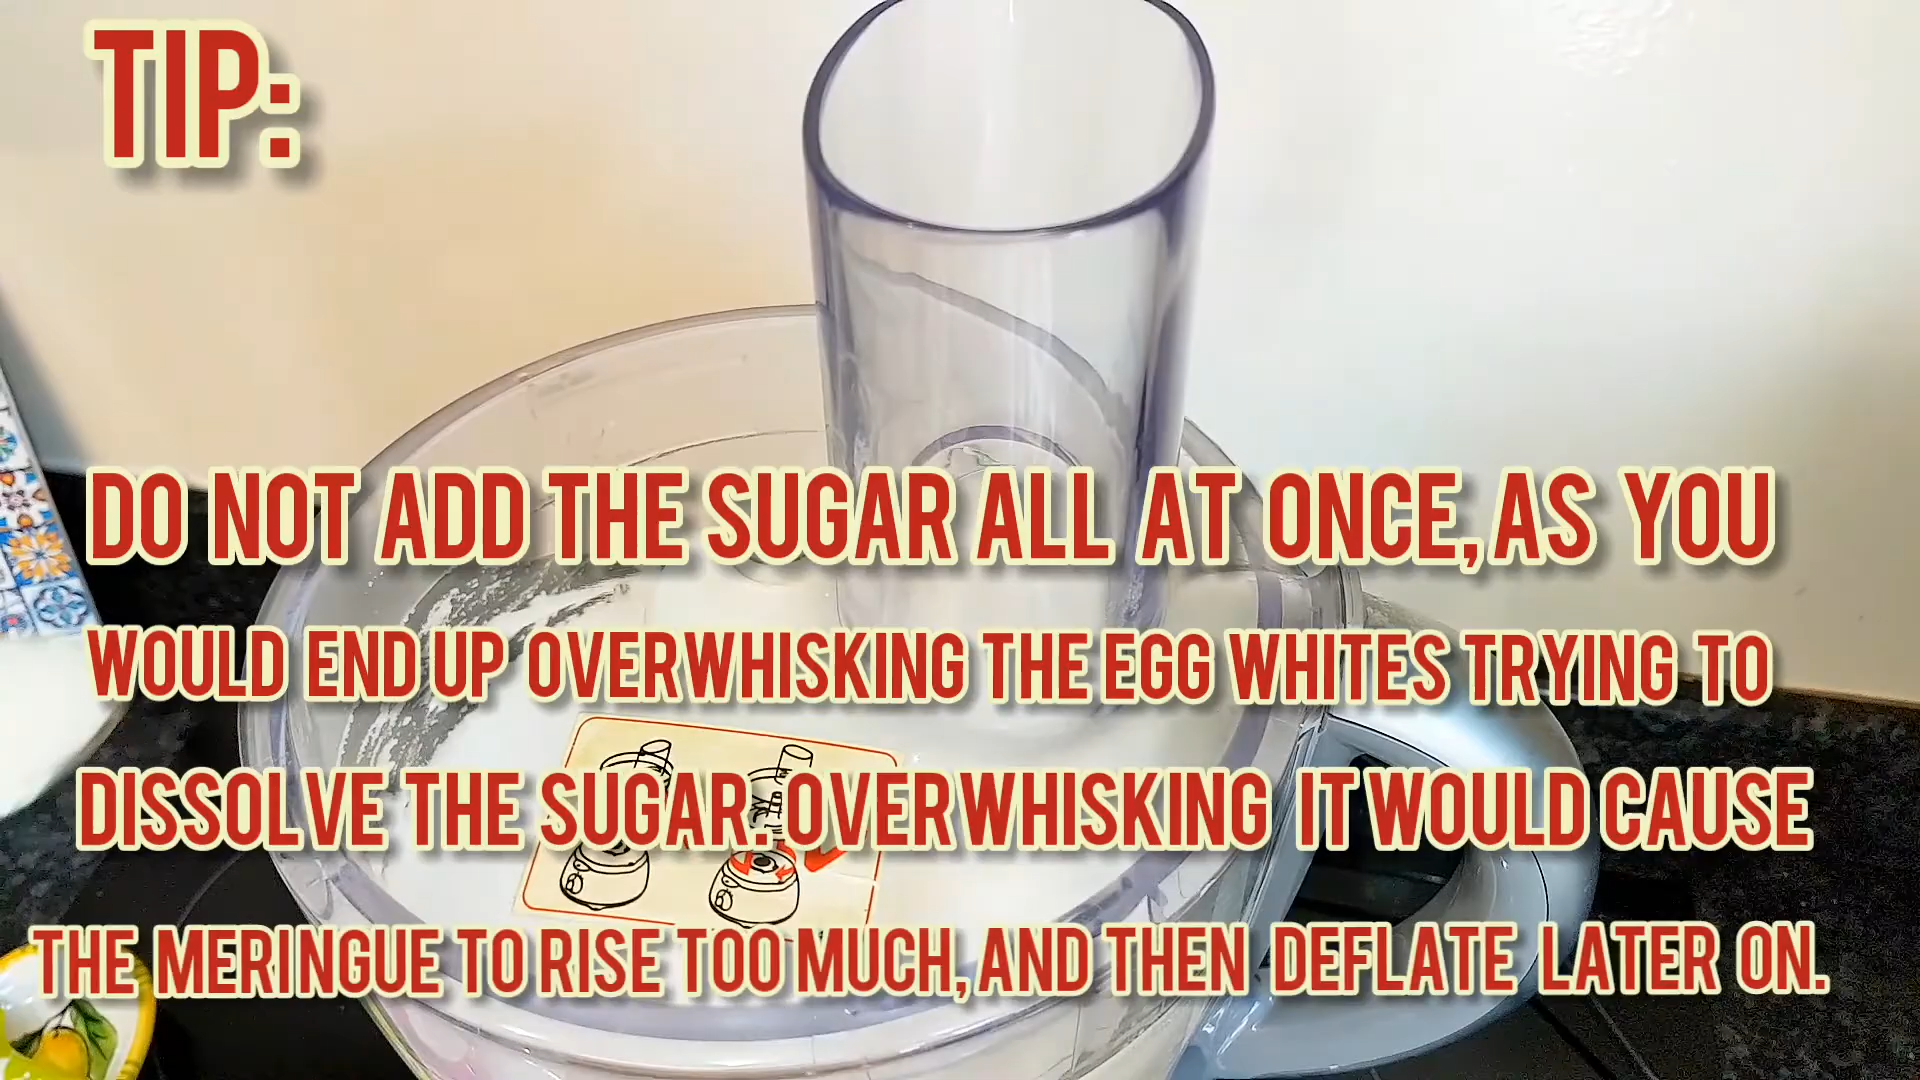 TIP:
DO NOT ADD THE SUGAR ALL AT ONCE, AS YOU
WOULD END UP OVERWHISKING THE EGG WHITES TRYING TO
DISSOLVE THE SUGAR. OVERWHISKING IT WOULD CAUSE
THE MERINGUE TO RISE TOO MUCH, AND THEN DEFLATE LATER ON.